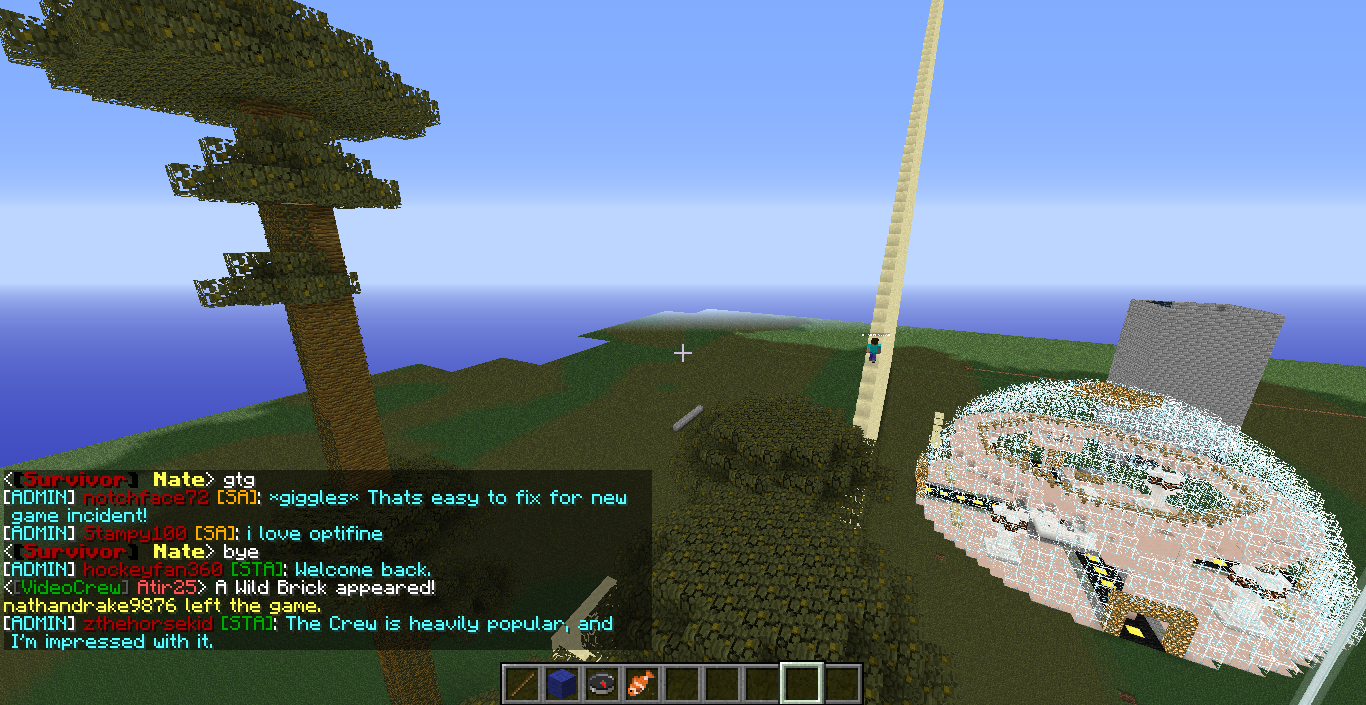 <[Survivor] Nate> gtg
[ADMIN] notchface72 [SA]: *giggles* Thats easy to fix for new
game incident!
[ADMIN] Stampy100 [SA]: i love optifine
<[Survivor] Nate> bye
[ADMIN] hockeyfan360 [STA]: Welcome back.
<[VideoCrew] Atir25> A Wild Brick appeared!
nathandrake9876 left the game.
[ADMIN] zthehorsekid [STA]: The Crew is heavily popular, and
I'm impressed with it.